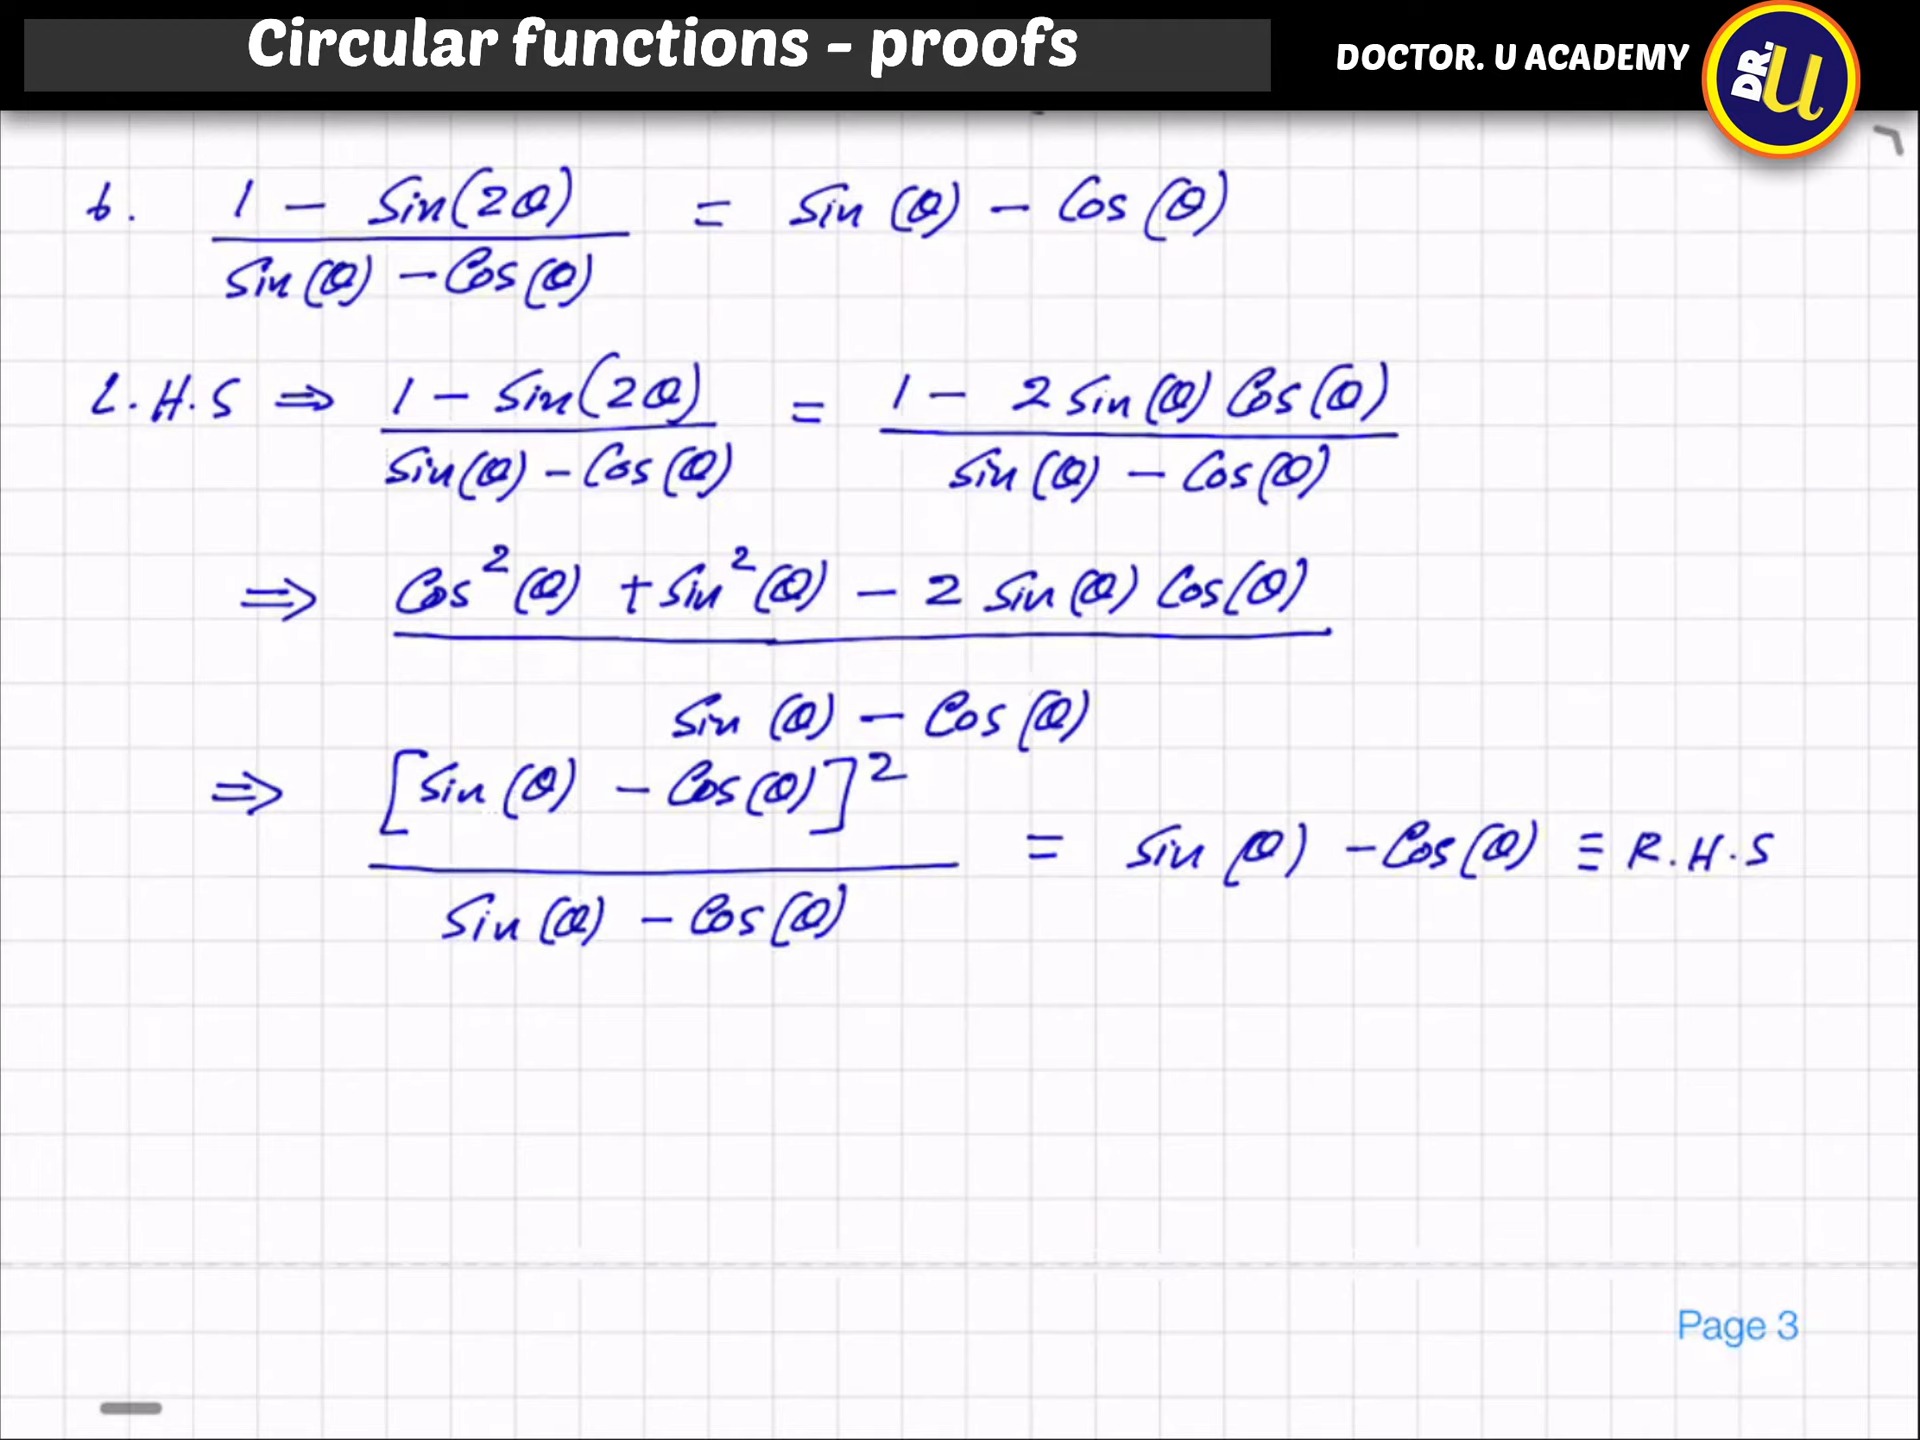 Circular functions - proofs
DOCTOR. U ACADEMY
DR. U
b. (1 - Sin(2θ)) / (Sin(θ) - Cos(θ)) = Sin(θ) - Cos(θ)
L.H.S ⇒ (1 - Sin(2θ)) / (Sin(θ) - Cos(θ)) = (1 - 2 Sin(θ) Cos(θ)) / (Sin(θ) - Cos(θ))
⇒ (Cos²(θ) + Sin²(θ) - 2 Sin(θ) Cos(θ)) / (Sin(θ) - Cos(θ))
⇒ [Sin(θ) - Cos(θ)]² / (Sin(θ) - Cos(θ)) = Sin(θ) - Cos(θ) ≡ R.H.S
Page 3